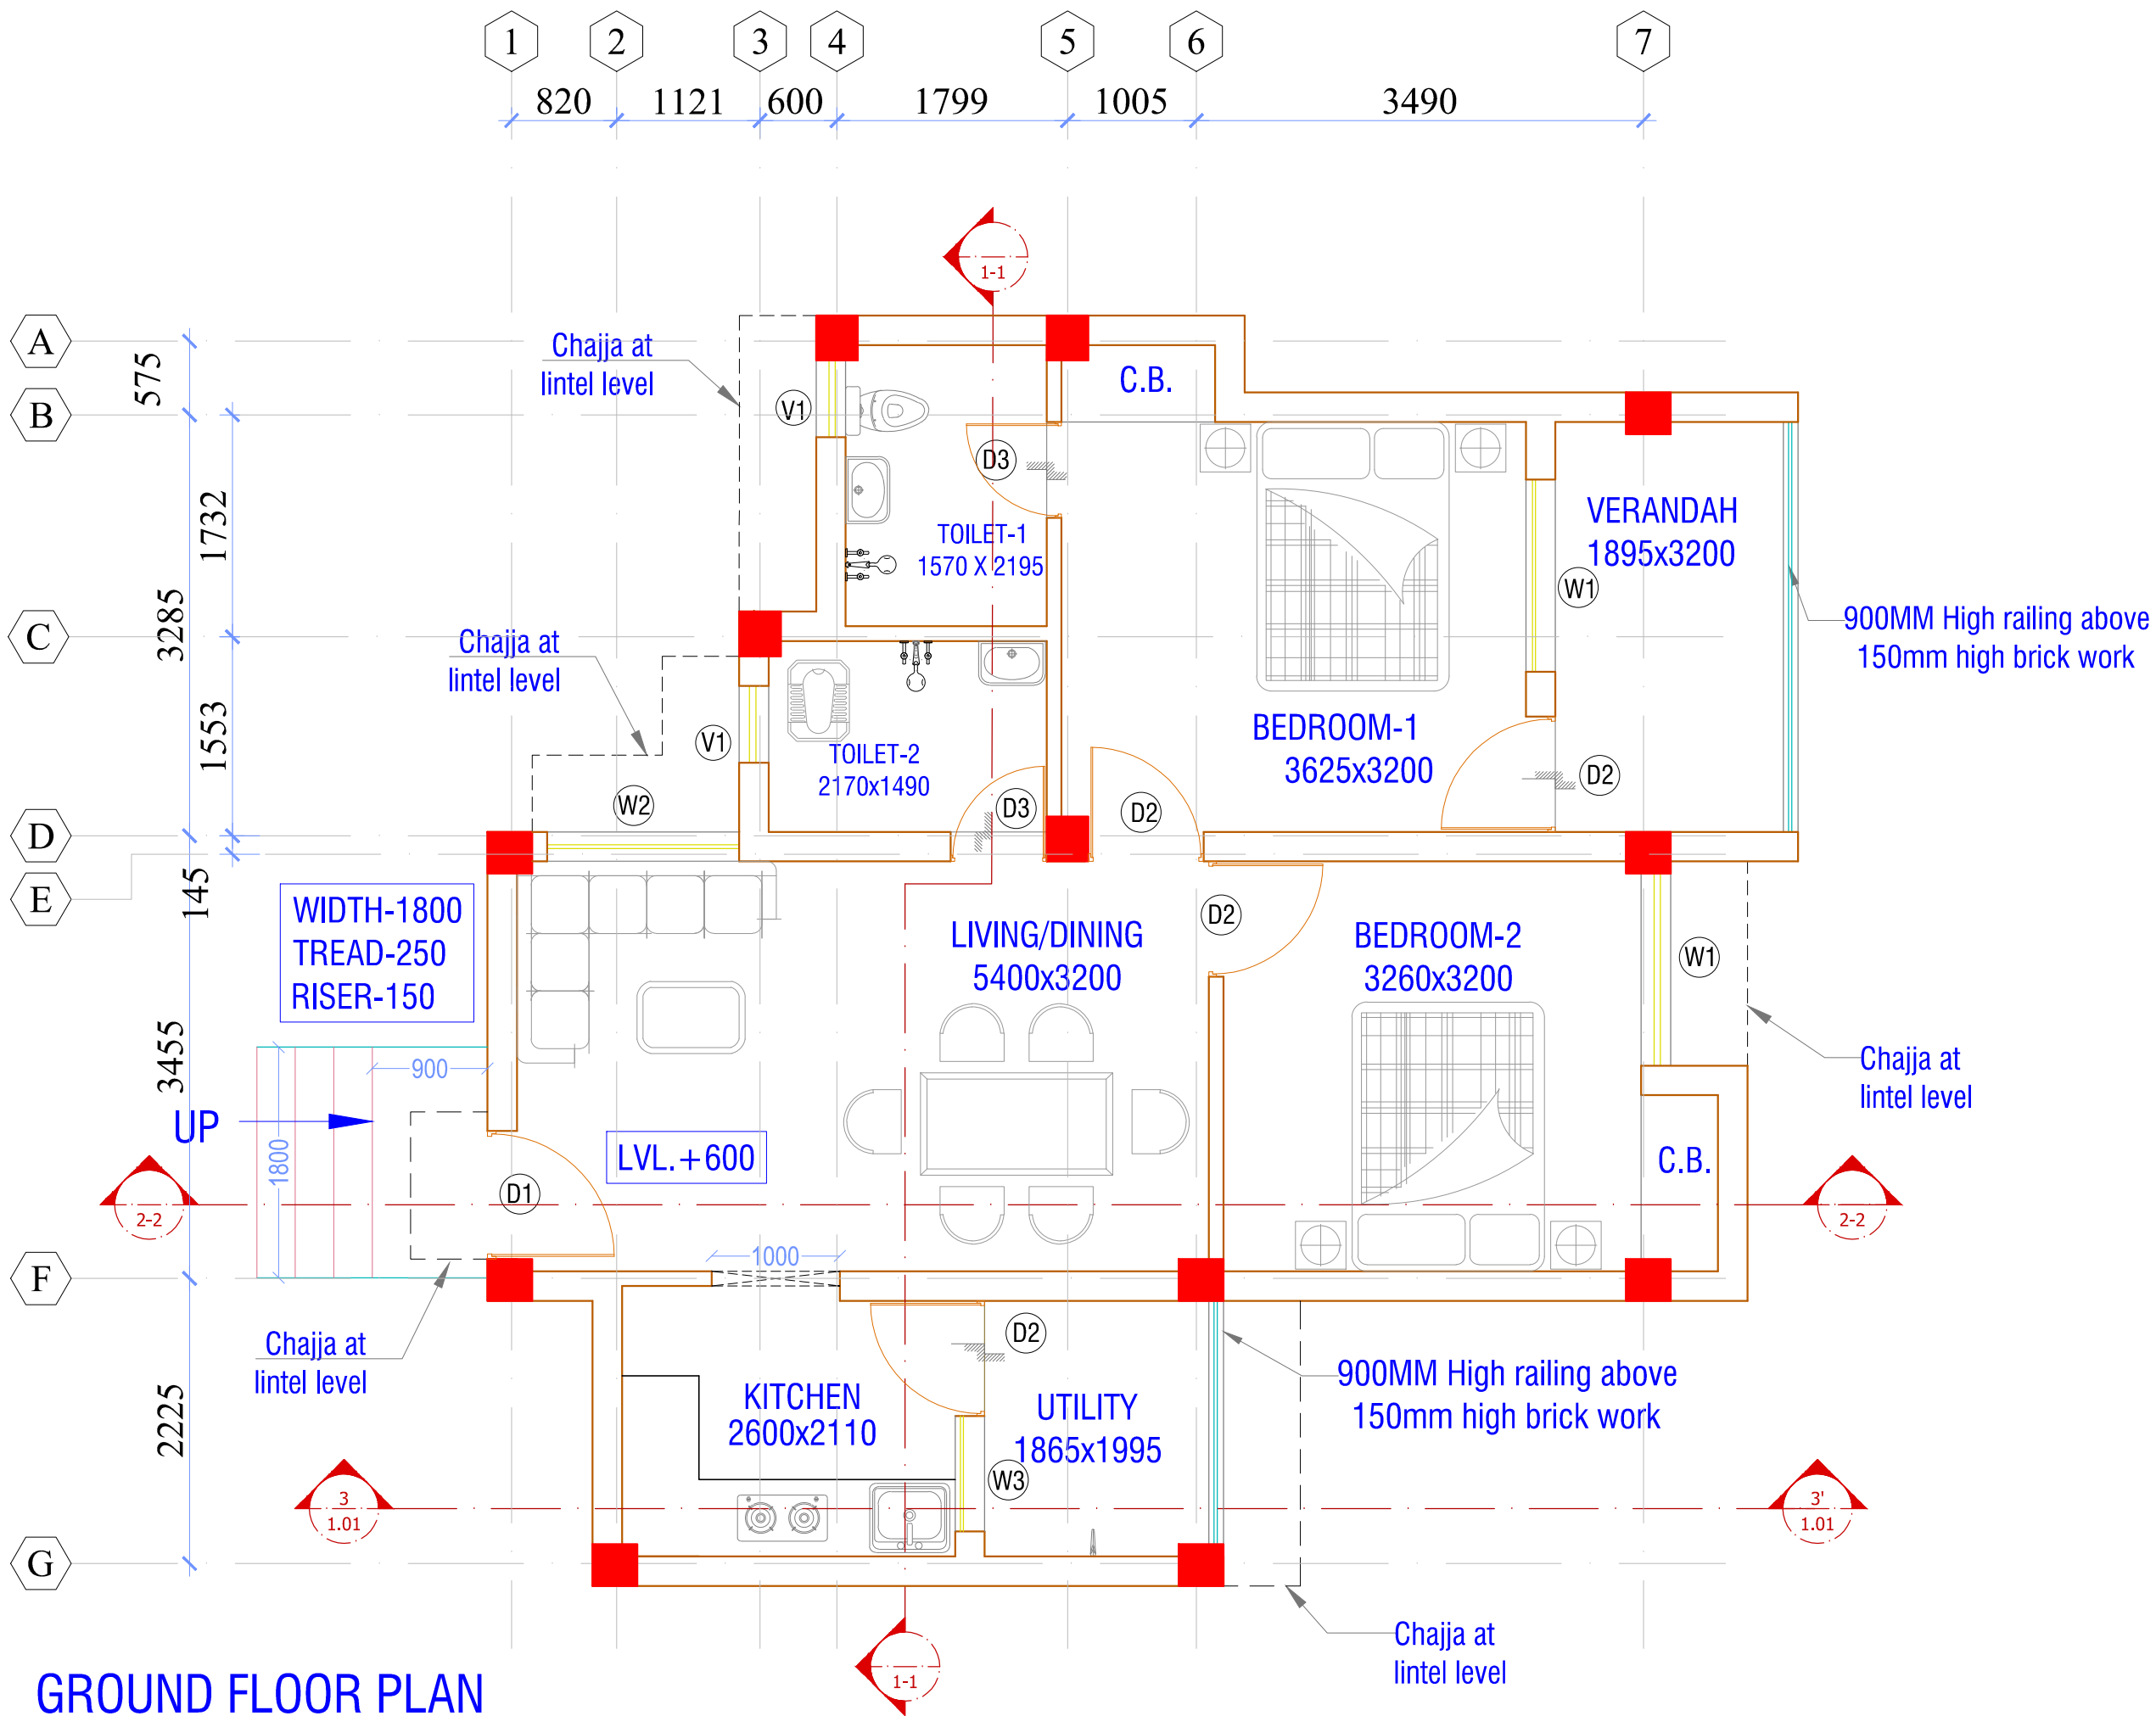 1 2 3 4 5 6 7
820 1121 600 1799 1005 3490
1-1
A
575
Chajja at
lintel level
C.B.
B
V1
D3
1732
TOILET-1
1570 X 2195
VERANDAH
1895x3200
W1
3285
900MM High railing above
150mm high brick work
C
Chajja at
lintel level
1553
V1
TOILET-2
2170x1490
BEDROOM-1
3625x3200
W2
D3
D2
D2
D
E
145
WIDTH-1800
TREAD-250
RISER-150
D2
LIVING/DINING
5400x3200
BEDROOM-2
3260x3200
W1
3455
900
Chajja at
lintel level
UP
1800
LVL.+600
C.B.
D1
2-2
2-2
1000
F
Chajja at
lintel level
D2
2225
KITCHEN
2600x2110
UTILITY
1865x1995
900MM High railing above
150mm high brick work
W3
3
1.01
3'
1.01
G
Chajja at
lintel level
1-1
GROUND FLOOR PLAN